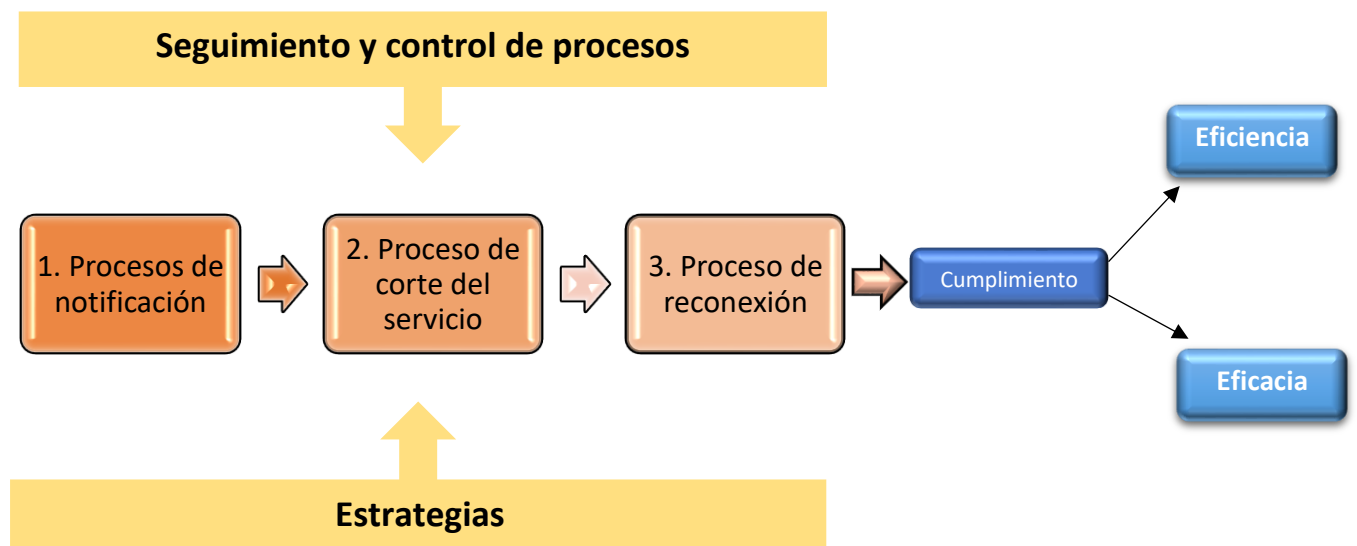 Seguimiento y control de procesos
1. Procesos de
notificación
2. Proceso de
corte del
servicio
3. Proceso de
reconexión
Cumplimiento
Eficiencia
Eficacia
Estrategias